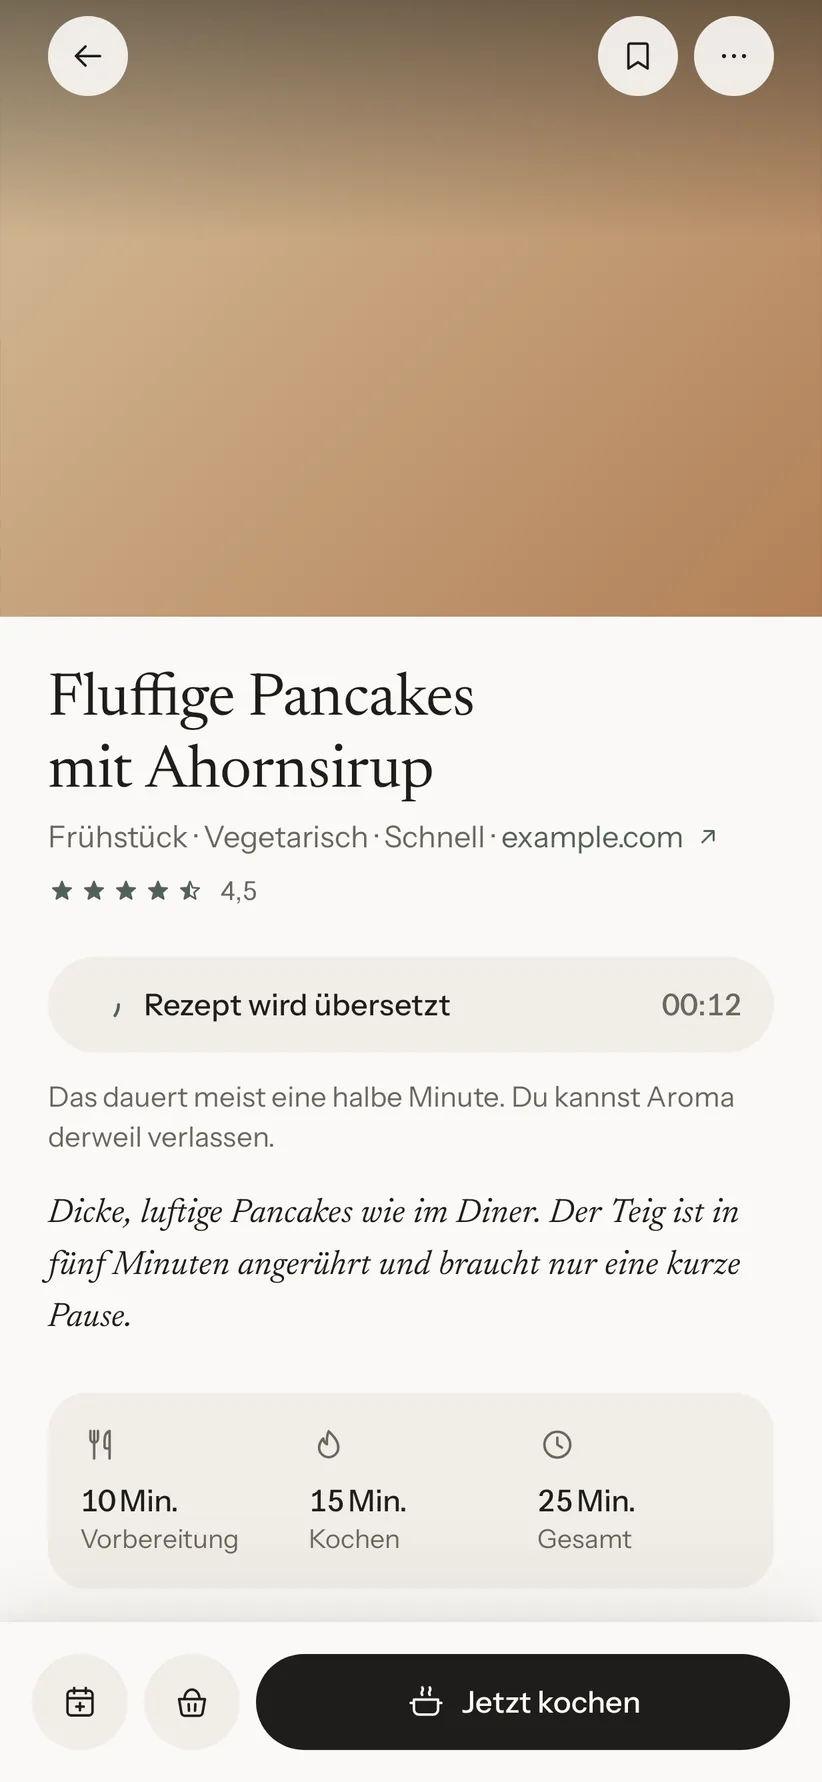 Fluffige Pancakes
mit Ahornsirup
Frühstück · Vegetarisch · Schnell · example.com
4,5
Rezept wird übersetzt 00:12
Das dauert meist eine halbe Minute. Du kannst Aroma
derweil verlassen.
Dicke, luftige Pancakes wie im Diner. Der Teig ist in
fünf Minuten angerührt und braucht nur eine kurze
Pause.
10 Min. 15 Min. 25 Min.
Vorbereitung Kochen Gesamt
Jetzt kochen